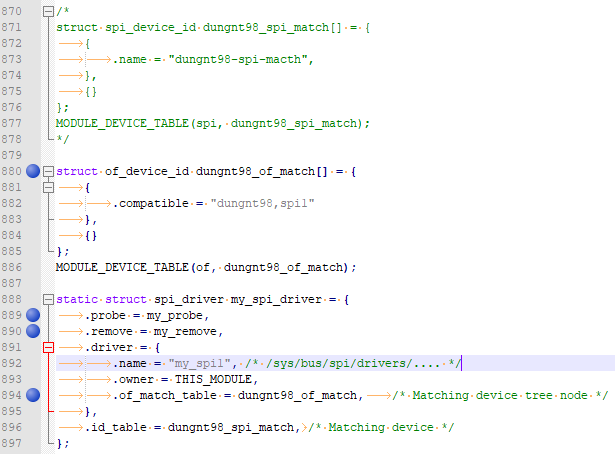 870 /*
871 struct spi_device_id dungnt98_spi_match[] = {
872 {
873 .name = "dungnt98-spi-macth",
874 },
875 {}
876 };
877 MODULE_DEVICE_TABLE(spi, dungnt98_spi_match);
878 */
879
880 struct of_device_id dungnt98_of_match[] = {
881 {
882 .compatible = "dungnt98,spi1"
883 },
884 {}
885 };
886 MODULE_DEVICE_TABLE(of, dungnt98_of_match);
887
888 static struct spi_driver my_spi_driver = {
889 .probe = my_probe,
890 .remove = my_remove,
891 .driver = {
892 .name = "my_spi1", /* /sys/bus/spi/drivers/.... */
893 .owner = THIS_MODULE,
894 .of_match_table = dungnt98_of_match, /* Matching device tree node */
895 },
896 .id_table = dungnt98_spi_match, /* Matching device */
897 };